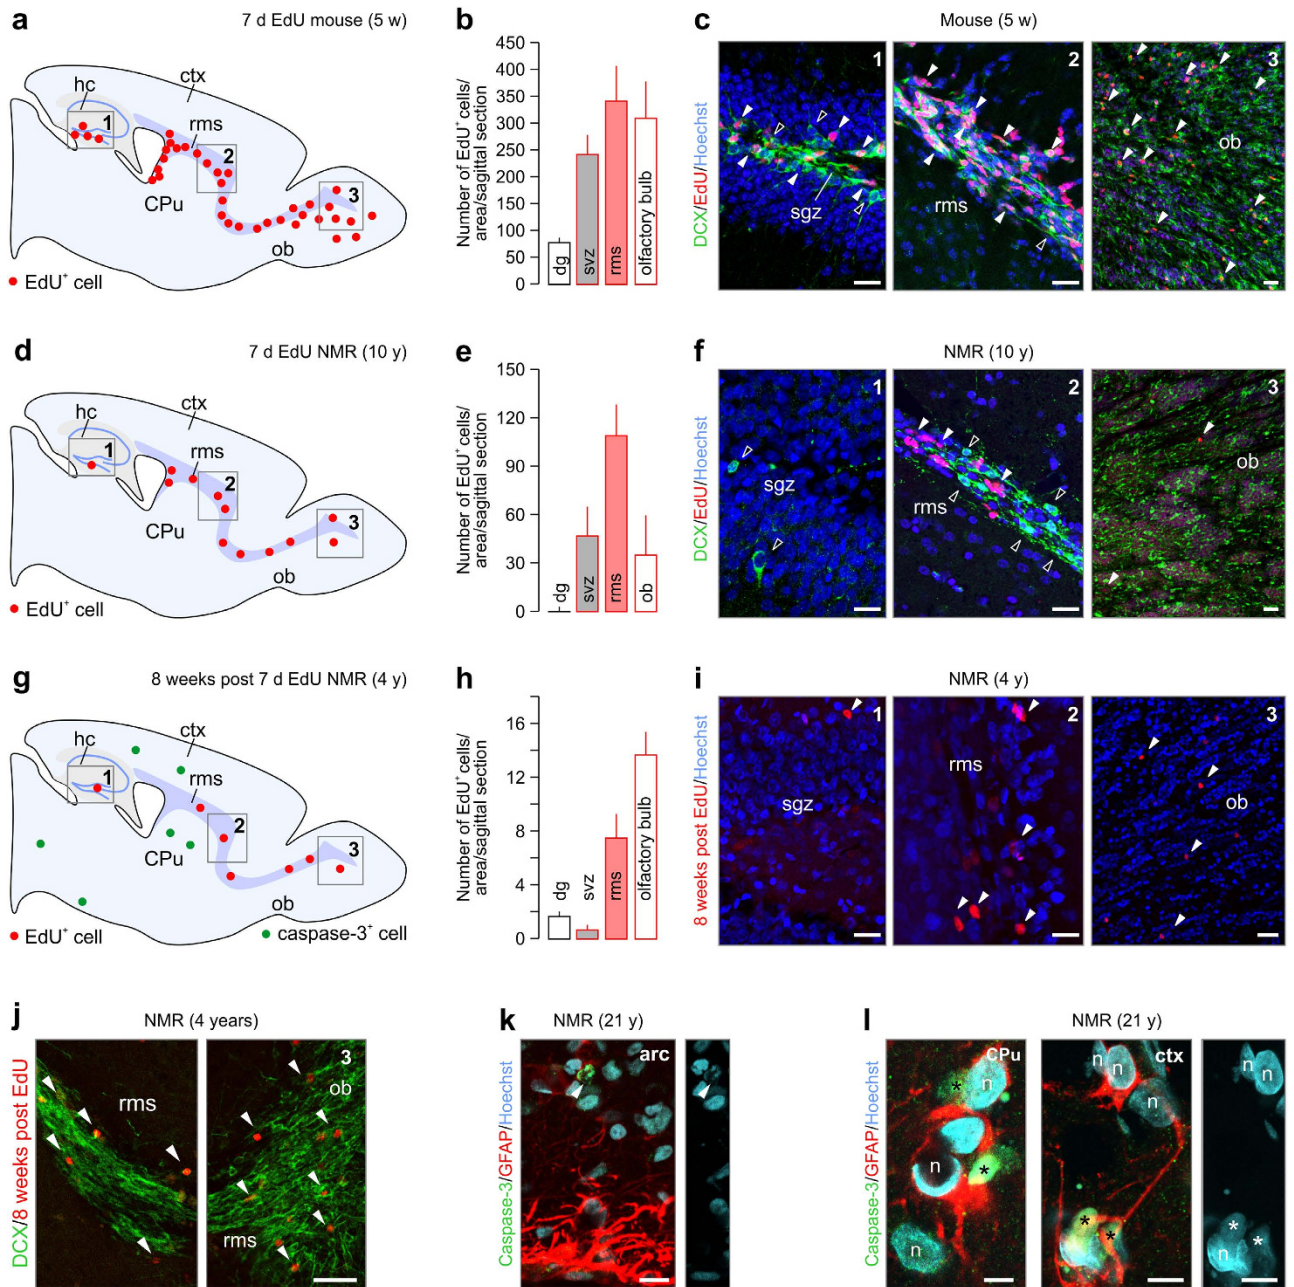 a
7 d EdU mouse (5 w)
hc
ctx
1
rms
2
3
CPu
ob
EdU⁺ cell
b
Number of EdU⁺ cells/
area/sagittal section
450
400
350
300
250
200
150
100
50
0
dg
svz
rms
olfactory bulb
c
Mouse (5 w)
DCX/EdU/Hoechst
1
sgz
2
rms
3
ob
d
7 d EdU NMR (10 y)
hc
ctx
1
rms
2
3
CPu
ob
EdU⁺ cell
e
Number of EdU⁺ cells/
area/sagittal section
150
120
90
60
30
0
dg
svz
rms
ob
f
NMR (10 y)
DCX/EdU/Hoechst
1
sgz
2
rms
3
ob
g
8 weeks post 7 d EdU NMR (4 y)
hc
ctx
1
rms
2
3
CPu
ob
EdU⁺ cell
caspase-3⁺ cell
h
Number of EdU⁺ cells/
area/sagittal section
16
12
8
4
0
dg
svz
rms
olfactory bulb
i
NMR (4 y)
8 weeks post EdU/Hoechst
1
sgz
2
rms
3
ob
j
NMR (4 years)
DCX/8 weeks post EdU
rms
3
ob
rms
k
NMR (21 y)
Caspase-3/GFAP/Hoechst
arc
l
NMR (21 y)
Caspase-3/GFAP/Hoechst
CPu
*
n
n
*
n
ctx
n
n
n
*
*
n
n
n
n
*
*
n